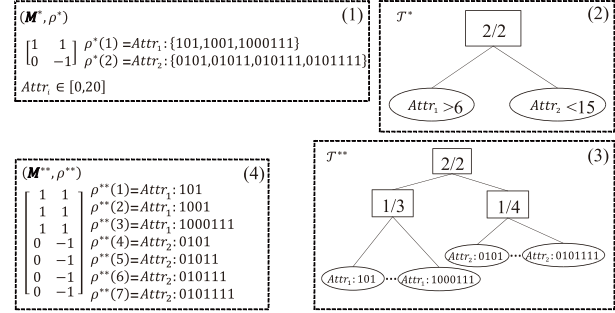 (M*, ρ*) (1)
[1 1] ρ*(1) =Attr₁: {101,1001,1000111}
[0 −1] ρ*(2) =Attr₂: {0101,01011,010111,0101111}
Attrᵢ ∈ [0,20]
𝒯* (2)
2/2
Attr₁ >6 Attr₂ <15
𝒯** (3)
2/2
1/3 1/4
Attr₂: 0101 ··· Attr₂: 0101111
Attr₁: 101 ··· Attr₁: 1000111
(M**, ρ**) (4)
1 1 ρ**(1)=Attr₁: 101
1 1 ρ**(2)=Attr₁: 1001
1 1 ρ**(3)=Attr₁: 1000111
0 −1 ρ**(4)=Attr₂: 0101
0 −1 ρ**(5)=Attr₂: 01011
0 −1 ρ**(6)=Attr₂: 010111
0 −1 ρ**(7)=Attr₂: 0101111